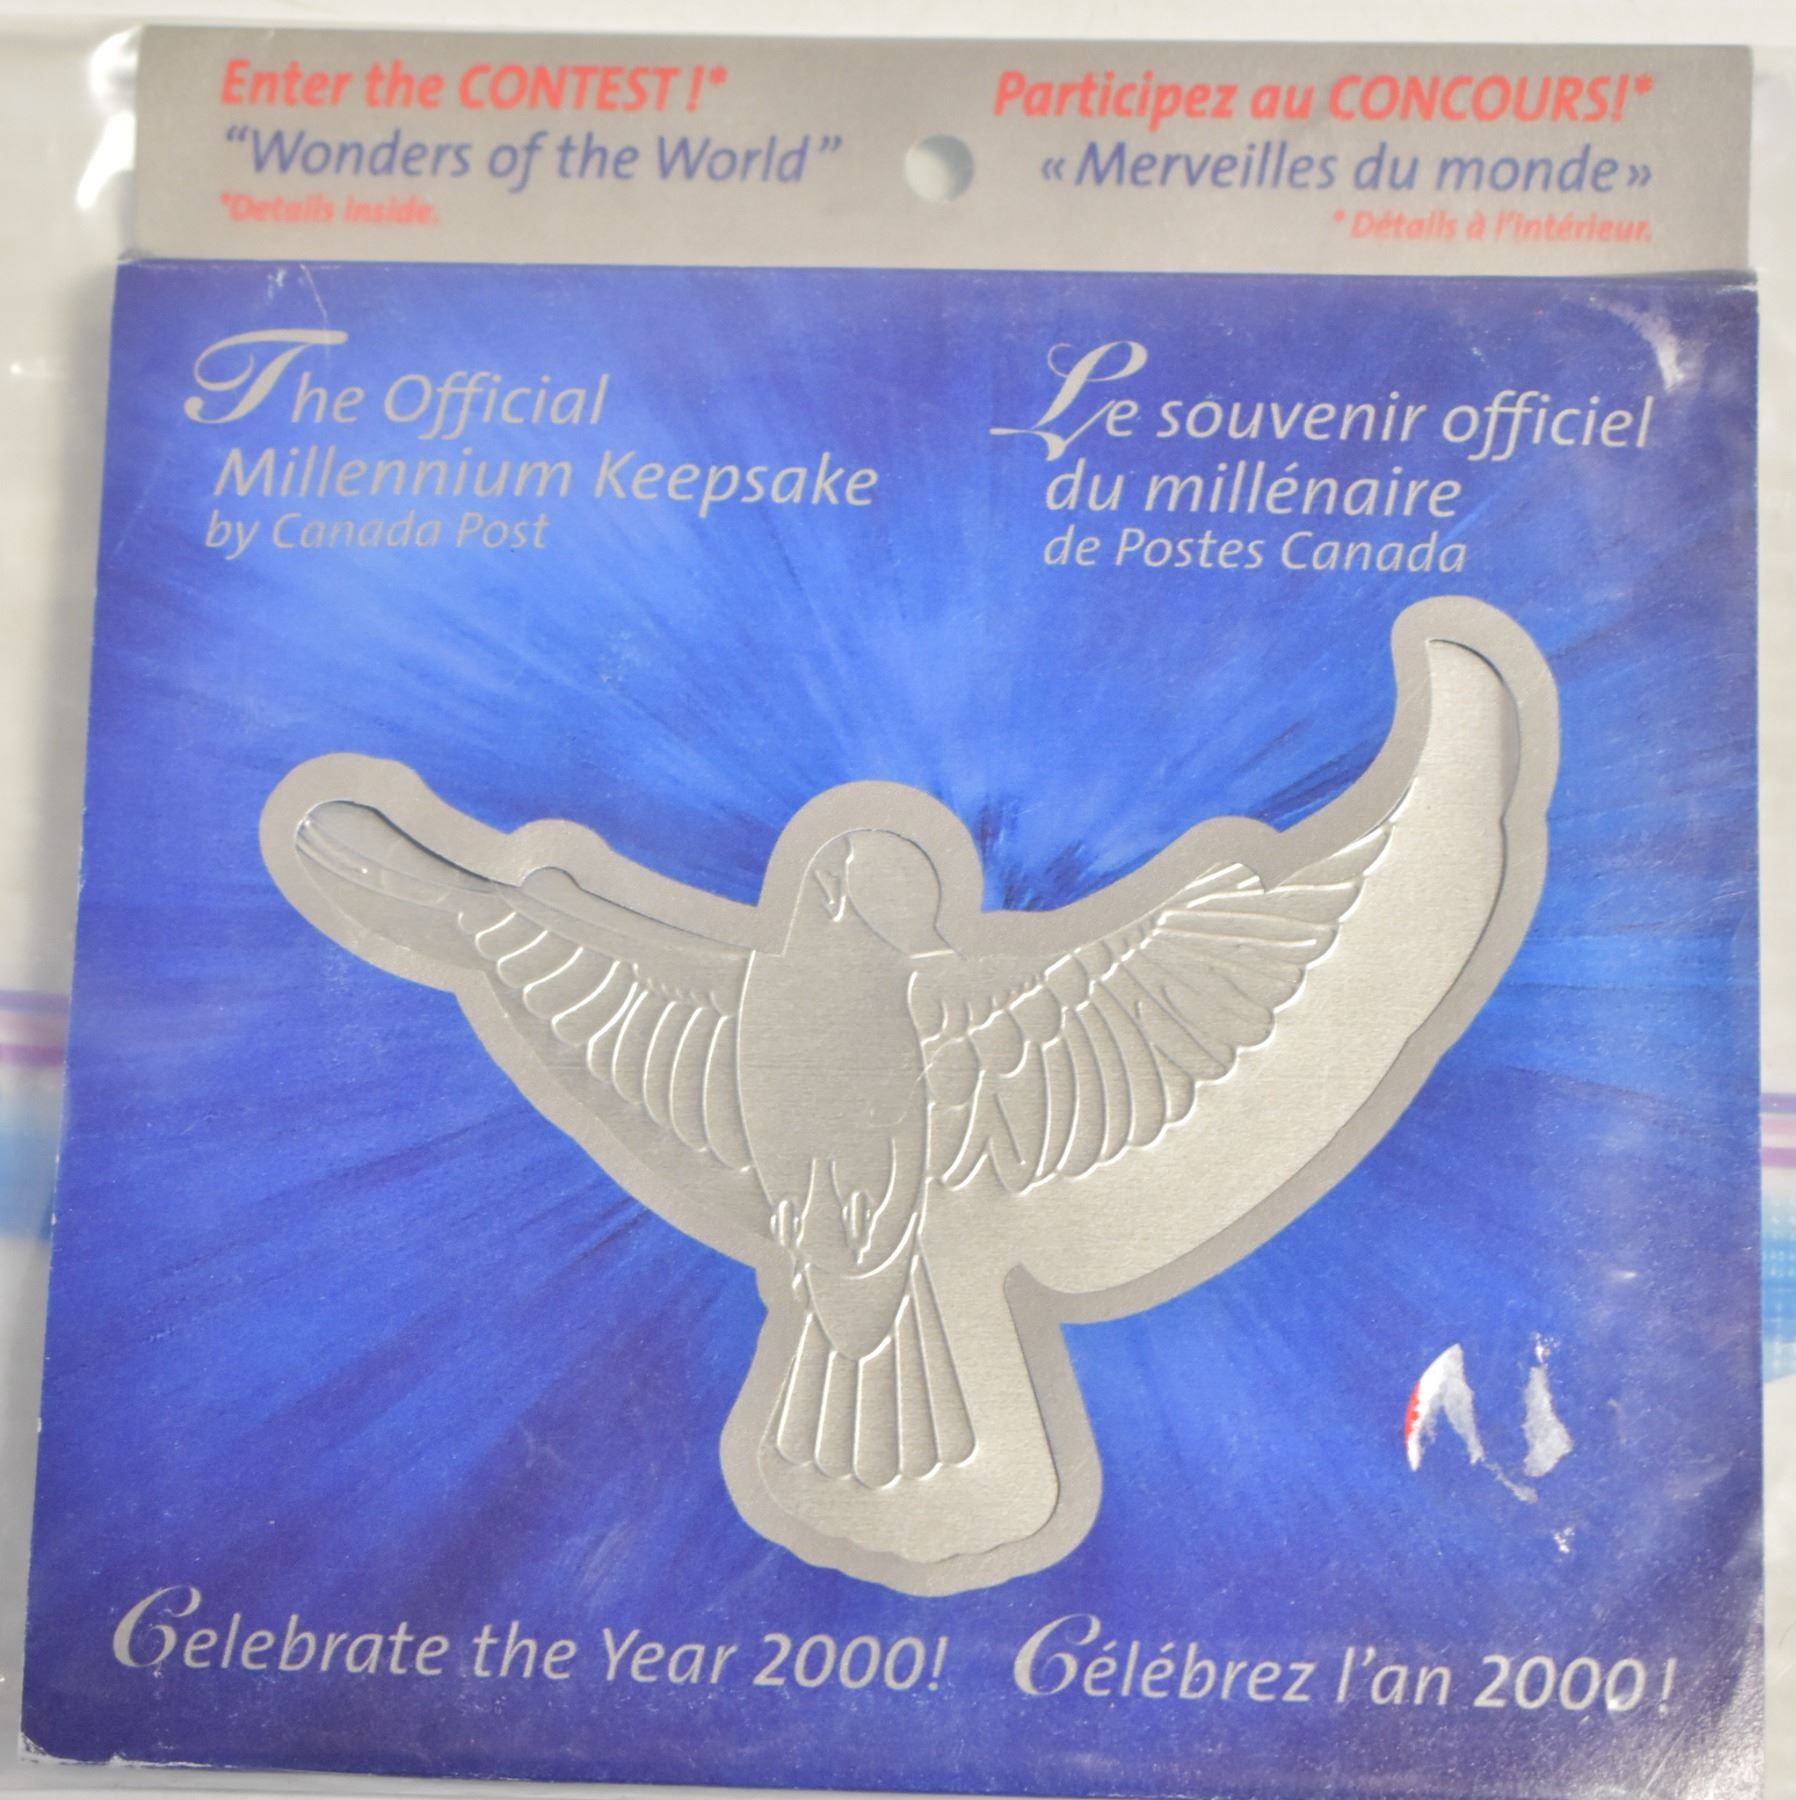 Enter the CONTEST!*
“Wonders of the World”
*Details inside.
Participez au CONCOURS!*
« Merveilles du monde »
* Détails à l'intérieur.
The Official
Millennium Keepsake
by Canada Post
Le souvenir officiel
du millénaire
de Postes Canada
Celebrate the Year 2000!
Célébrez l'an 2000!